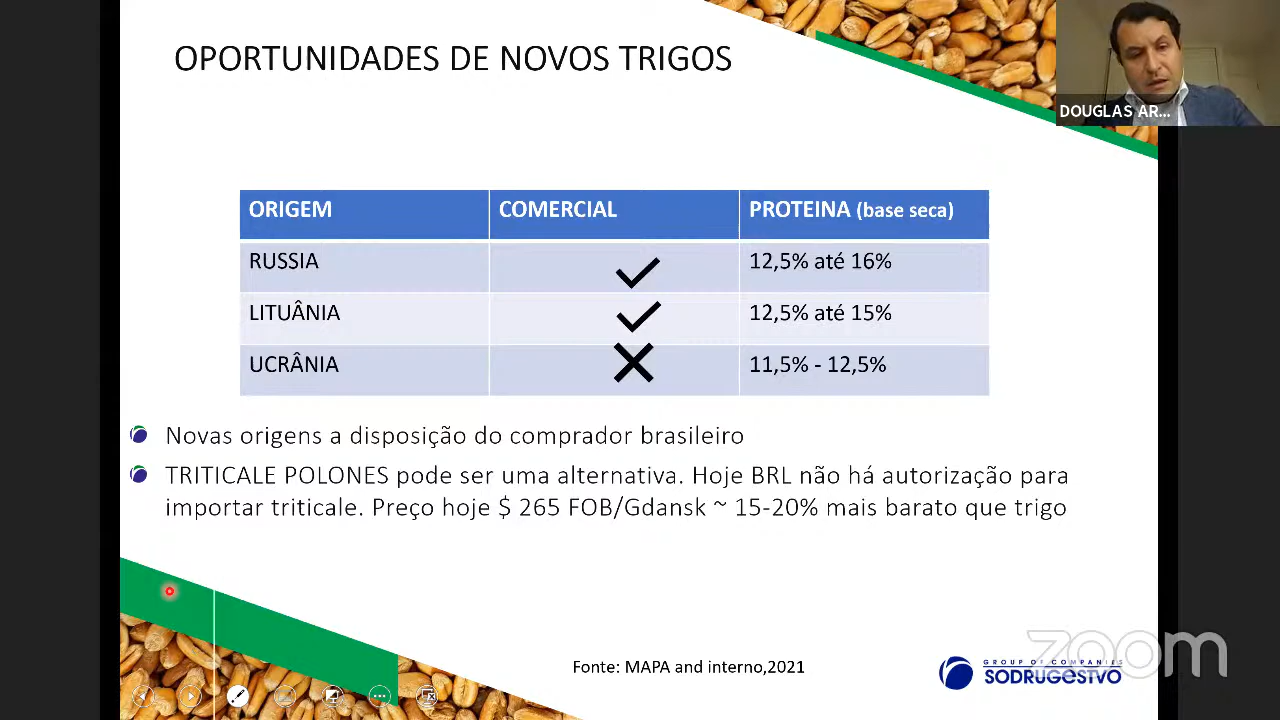 OPORTUNIDADES DE NOVOS TRIGOS
DOUGLAS AR...
ORIGEM COMERCIAL PROTEINA (base seca)
RUSSIA 12,5% até 16%
LITUÂNIA 12,5% até 15%
UCRÂNIA 11,5% - 12,5%
Novas origens a disposição do comprador brasileiro
TRITICALE POLONES pode ser uma alternativa. Hoje BRL não há autorização para
importar triticale. Preço hoje $ 265 FOB/Gdansk ~ 15-20% mais barato que trigo
Fonte: MAPA and interno,2021
GROUP OF COMPANIES
SODRUGESTVO
zoom